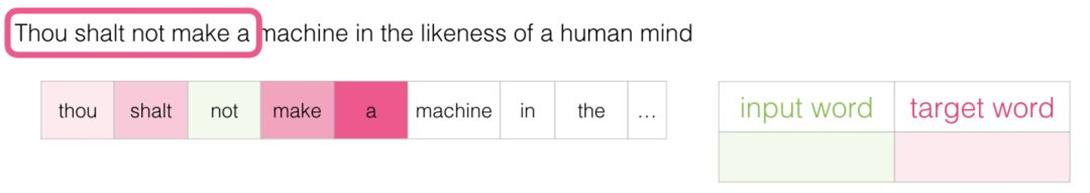 Thou shalt not make a machine in the likeness of a human mind
thou shalt not make a machine in the ...
input word target word